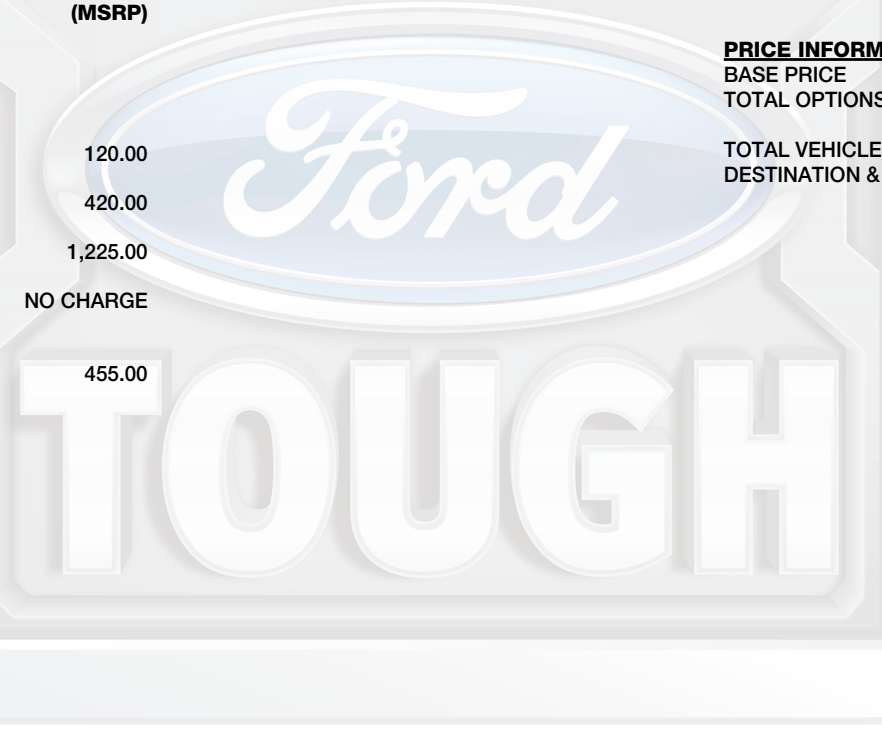 (MSRP)
120.00
420.00
1,225.00
NO CHARGE
455.00
PRICE INFORM
BASE PRICE
TOTAL OPTIONS
TOTAL VEHICLE
DESTINATION &
Ford
TOUGH